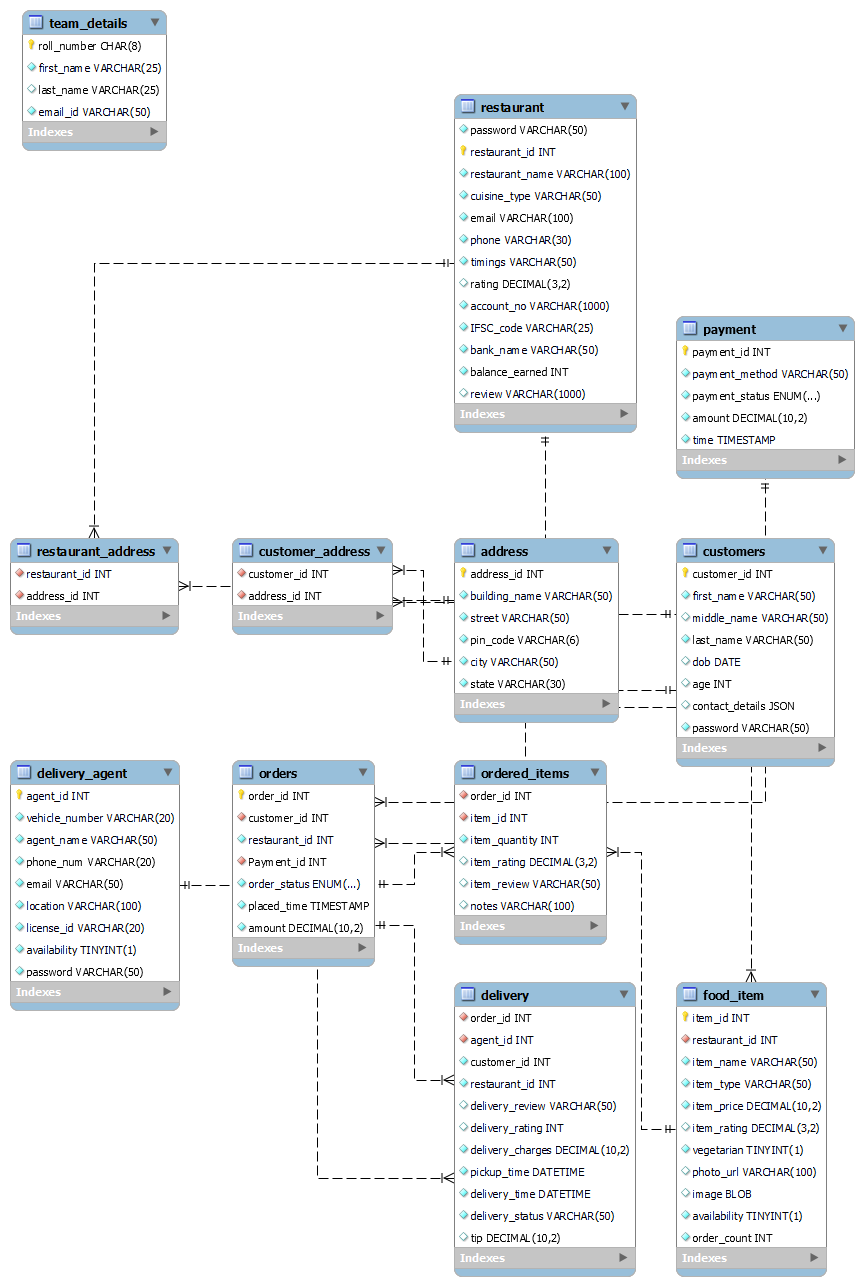 team_details
roll_number CHAR(8)
first_name VARCHAR(25)
last_name VARCHAR(25)
email_id VARCHAR(50)
Indexes
restaurant
password VARCHAR(50)
restaurant_id INT
restaurant_name VARCHAR(100)
cuisine_type VARCHAR(50)
email VARCHAR(100)
phone VARCHAR(30)
timings VARCHAR(50)
rating DECIMAL(3,2)
account_no VARCHAR(1000)
IFSC_code VARCHAR(25)
bank_name VARCHAR(50)
balance_earned INT
review VARCHAR(1000)
Indexes
payment
payment_id INT
payment_method VARCHAR(50)
payment_status ENUM(...)
amount DECIMAL(10,2)
time TIMESTAMP
Indexes
restaurant_address
restaurant_id INT
address_id INT
Indexes
customer_address
customer_id INT
address_id INT
Indexes
address
address_id INT
building_name VARCHAR(50)
street VARCHAR(50)
pin_code VARCHAR(6)
city VARCHAR(50)
state VARCHAR(30)
Indexes
customers
customer_id INT
first_name VARCHAR(50)
middle_name VARCHAR(50)
last_name VARCHAR(50)
dob DATE
age INT
contact_details JSON
password VARCHAR(50)
Indexes
delivery_agent
agent_id INT
vehicle_number VARCHAR(20)
agent_name VARCHAR(50)
phone_num VARCHAR(20)
email VARCHAR(50)
location VARCHAR(100)
license_id VARCHAR(20)
availability TINYINT(1)
password VARCHAR(50)
Indexes
orders
order_id INT
customer_id INT
restaurant_id INT
Payment_id INT
order_status ENUM(...)
placed_time TIMESTAMP
amount DECIMAL(10,2)
Indexes
ordered_items
order_id INT
item_id INT
item_quantity INT
item_rating DECIMAL(3,2)
item_review VARCHAR(50)
notes VARCHAR(100)
Indexes
delivery
order_id INT
agent_id INT
customer_id INT
restaurant_id INT
delivery_review VARCHAR(50)
delivery_rating INT
delivery_charges DECIMAL(10,2)
pickup_time DATETIME
delivery_time DATETIME
delivery_status VARCHAR(50)
tip DECIMAL(10,2)
Indexes
food_item
item_id INT
restaurant_id INT
item_name VARCHAR(50)
item_type VARCHAR(50)
item_price DECIMAL(10,2)
item_rating DECIMAL(3,2)
vegetarian TINYINT(1)
photo_url VARCHAR(100)
image BLOB
availability TINYINT(1)
order_count INT
Indexes